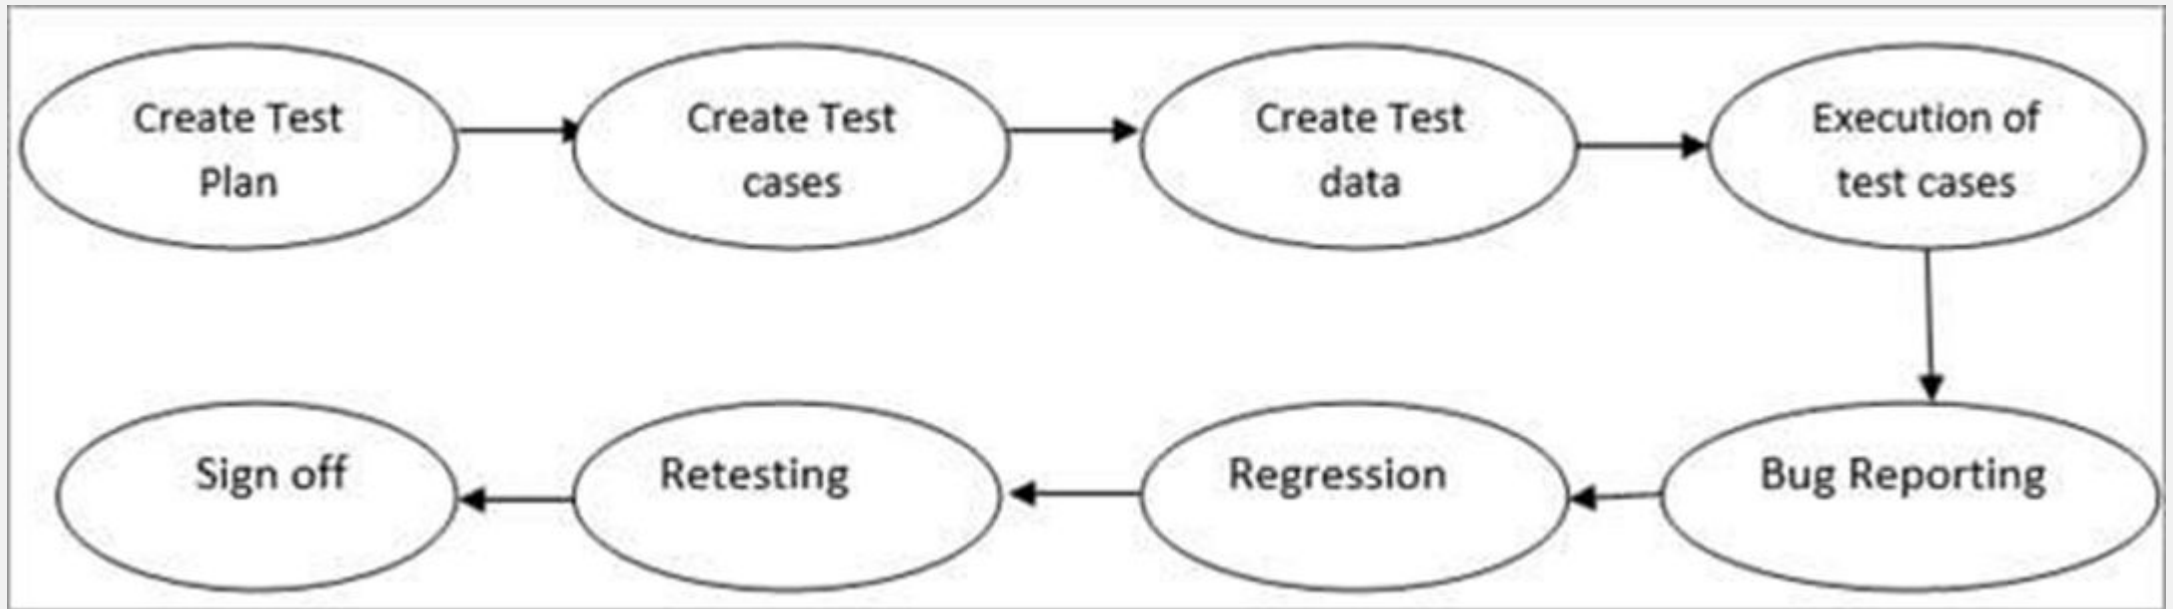 Create Test
Plan
Create Test
cases
Create Test
data
Execution of
test cases
Bug Reporting
Regression
Retesting
Sign off